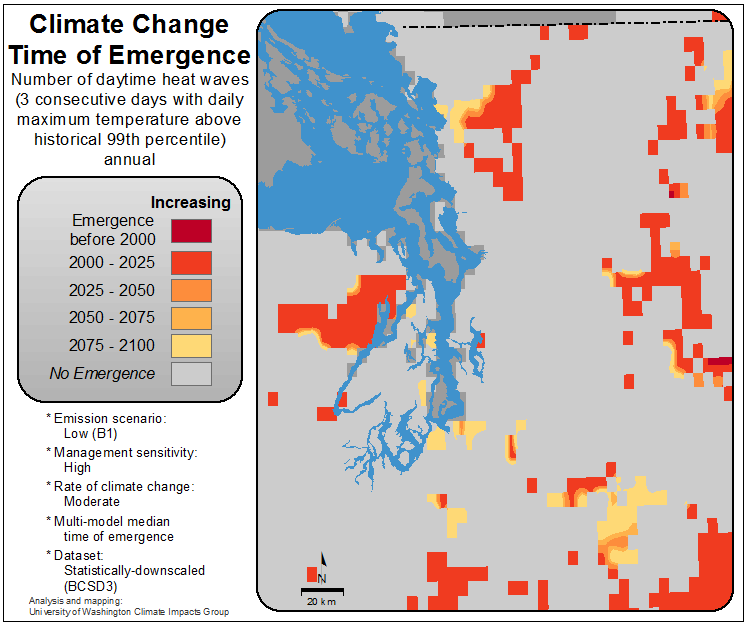 Climate Change
Time of Emergence
Number of daytime heat waves
(3 consecutive days with daily
maximum temperature above
historical 99th percentile)
annual
Increasing
Emergence
before 2000
2000 - 2025
2025 - 2050
2050 - 2075
2075 - 2100
No Emergence
* Emission scenario:
Low (B1)
* Management sensitivity:
High
* Rate of climate change:
Moderate
* Multi-model median
time of emergence
* Dataset:
Statistically-downscaled
(BCSD3)
Analysis and mapping:
University of Washington Climate Impacts Group
N
20 km